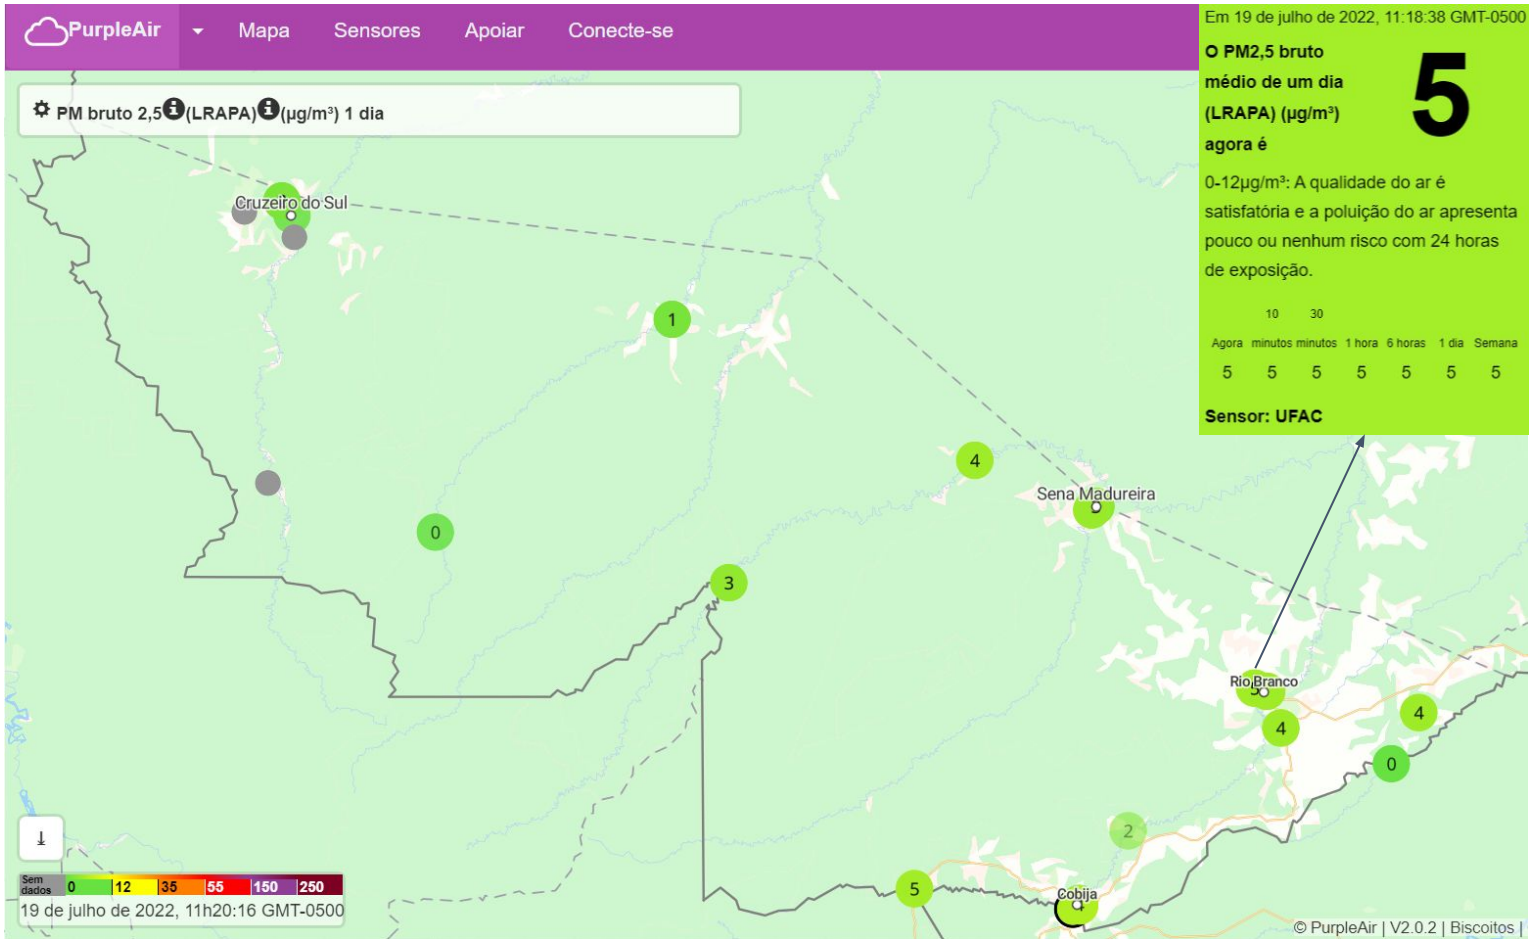 PurpleAir
Mapa
Sensores
Apoiar
Conecte-se
PM bruto 2,5 (LRAPA) (µg/m³) 1 dia
Em 19 de julho de 2022, 11:18:38 GMT-0500
O PM2,5 bruto
médio de um dia
(LRAPA) (µg/m³)
agora é
5
0-12µg/m³: A qualidade do ar é
satisfatória e a poluição do ar apresenta
pouco ou nenhum risco com 24 horas
de exposição.
10 30
Agora minutos minutos 1 hora 6 horas 1 dia Semana
5 5 5 5 5 5 5
Sensor: UFAC
Cruzeiro do Sul
1
4
Sena Madureira
0
3
Rio Branco
5
4
4
0
2
5
Cobija
Sem
dados 0 12 35 55 150 250
19 de julho de 2022, 11h20:16 GMT-0500
© PurpleAir | V2.0.2 | Biscoitos |